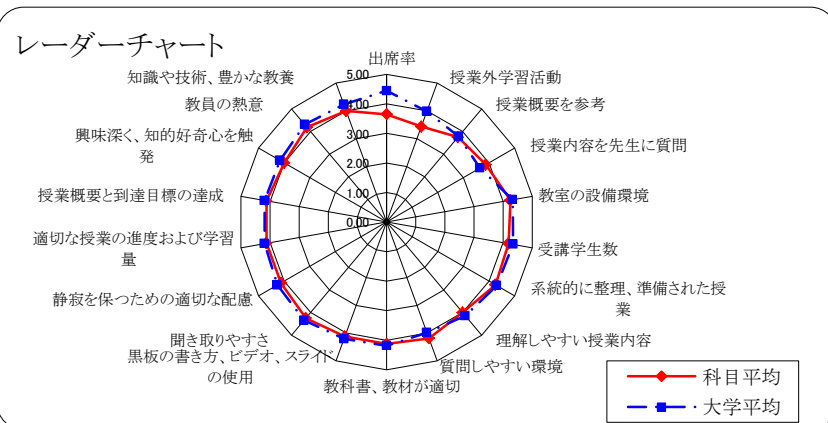 レーダーチャート
出席率
授業外学習活動
授業概要を参考
授業内容を先生に質問
教室の設備環境
受講学生数
系統的に整理、準備された授
業
理解しやすい授業内容
質問しやすい環境
教科書、教材が適切
黒板の書き方、ビデオ、スライド
の使用
聞き取りやすさ
静寂を保つための適切な配慮
適切な授業の進度および学習
量
授業概要と到達目標の達成
興味深く、知的好奇心を触
発
教員の熱意
知識や技術、豊かな教養
5.00
4.00
3.00
2.00
1.00
0.00
科目平均
大学平均